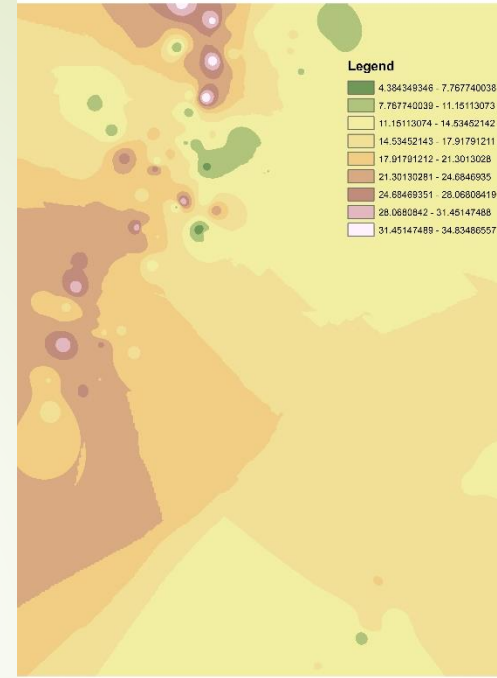 Legend
4.384349346 - 7.767740038
7.767740039 - 11.15113073
11.15113074 - 14.53452142
14.53452143 - 17.91791211
17.91791212 - 21.3013028
21.30130281 - 24.6846935
24.68469351 - 28.06808419
28.0680842 - 31.45147488
31.45147489 - 34.83486557